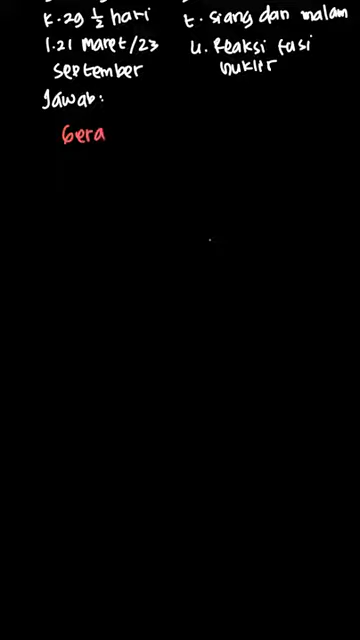 k. 29 1/2 hari
l. 21 maret/23
september
t. siang dan malam
u. Reaksi fusi
nuklir
Jawab:
Gera